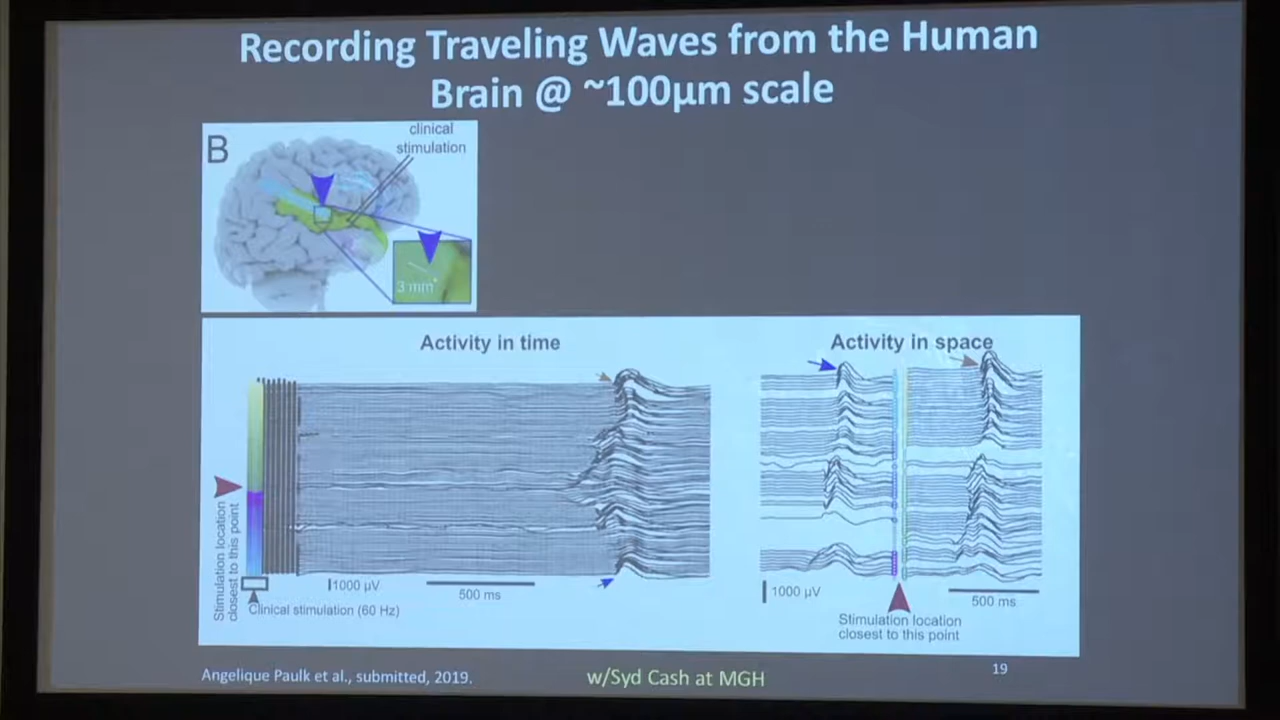 Recording Traveling Waves from the Human
Brain @ ~100µm scale
B
clinical
stimulation
3 mm
Activity in time
Activity in space
Stimulation location
closest to this point
1000 µV
500 ms
Clinical stimulation (60 Hz)
1000 µV
500 ms
Stimulation location
closest to this point
Angelique Paulk et al., submitted, 2019.
w/Syd Cash at MGH
19